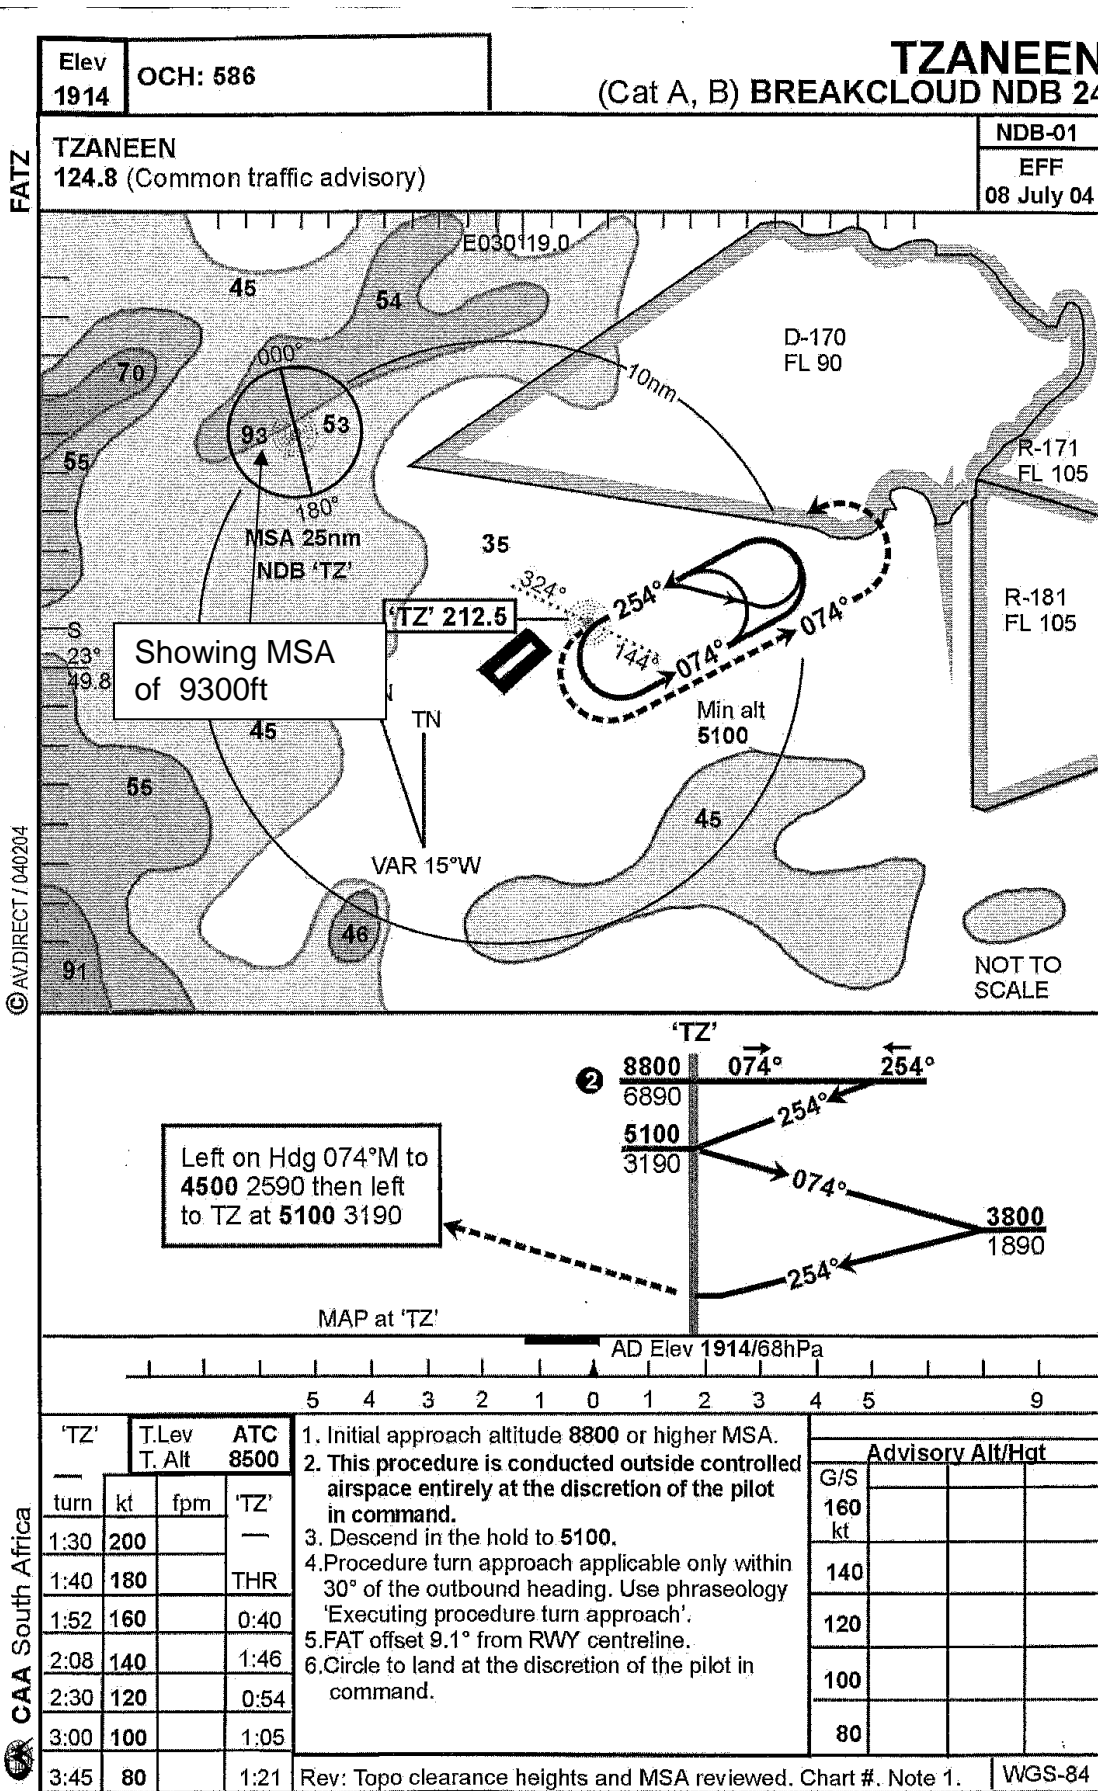 Elev
1914
OCH: 586
TZANEEN
(Cat A, B) BREAKCLOUD NDB 24
TZANEEN
124.8 (Common traffic advisory)
NDB-01
EFF
08 July 04
FATZ
E030°19.0
45
54
D-170
FL 90
000°
70
10nm
93
53
55
R-171
FL 105
180°
MSA 25nm
NDB 'TZ'
35
324°
254°
'TZ' 212.5
R-181
FL 105
074°
S
23°
49.8
Showing MSA
of 9300ft
144°
074°
Min alt
5100
TN
45
55
45
VAR 15°W
46
91
NOT TO
SCALE
© AV.DIRECT / 040204
'TZ'
8800
074°
254°
2
6890
254°
5100
3190
074°
Left on Hdg 074°M to
4500 2590 then left
to TZ at 5100 3190
3800
1890
254°
MAP at 'TZ'
AD Elev 1914/68hPa
5 4 3 2 1 0 1 2 3 4 5 9
'TZ'
T.Lev ATC
T. Alt 8500
turn kt fpm 'TZ'
1:30 200
1:40 180 THR
1:52 160 0:40
2:08 140 1:46
2:30 120 0:54
3:00 100 1:05
3:45 80 1:21
1. Initial approach altitude 8800 or higher MSA.
2. This procedure is conducted outside controlled
airspace entirely at the discretion of the pilot
in command.
3. Descend in the hold to 5100.
4.Procedure turn approach applicable only within
30° of the outbound heading. Use phraseology
'Executing procedure turn approach'.
5.FAT offset 9.1° from RWY centreline.
6.Circle to land at the discretion of the pilot in
command.
Advisory Alt/Hgt
G/S
160
kt
140
120
100
80
Rev: Topo clearance heights and MSA reviewed. Chart #. Note 1.
WGS-84
CAA South Africa